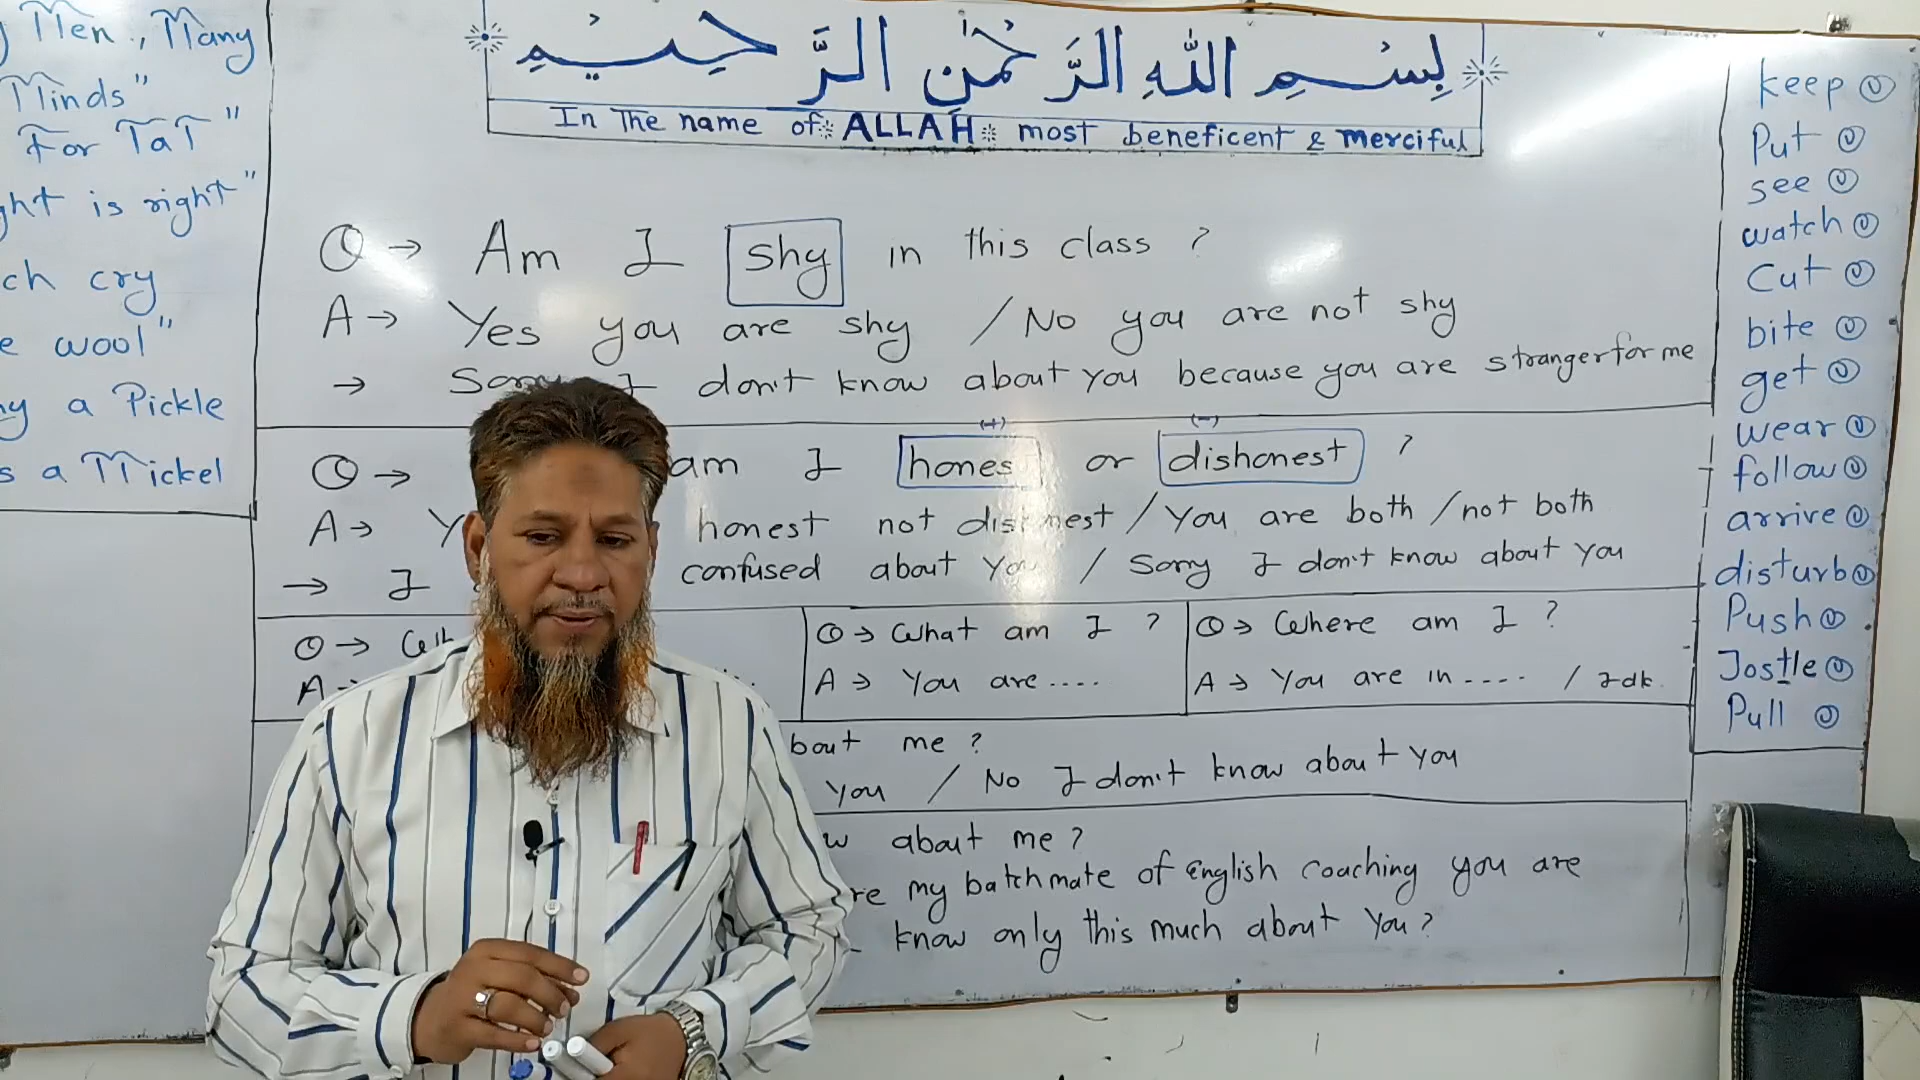 Men, Many
Minds"
For TaT"
is right"
cry
wool"
a Pickle
a Mickel
بِسْمِ اللهِ الرَّحْمٰنِ الرَّحِيْمِ
In The name of ALLAH most beneficent & merciful
Q → Am I shy in this class ?
A → Yes you are shy / No you are not shy
→ Sorry I don't know about you because you are stranger for me
(+) (-)
Q → am I hones or dishonest ?
A → honest not dishonest / You are both / not both
→ I confused about You / Sorry I don't know about you
Q →
A →
Q → What am I ?
A → You are ....
Q → Where am I ?
A → You are in .... / Idk.
me ?
you / No I don't know about you
about me ?
my batchmate of English coaching you are
know only this much about you ?
keep Ⓥ
Put Ⓥ
see Ⓥ
watch Ⓥ
Cut Ⓥ
bite Ⓥ
get Ⓥ
wear Ⓥ
follow Ⓥ
arrive Ⓥ
disturb Ⓥ
Push Ⓥ
Jostle Ⓥ
Pull Ⓥ